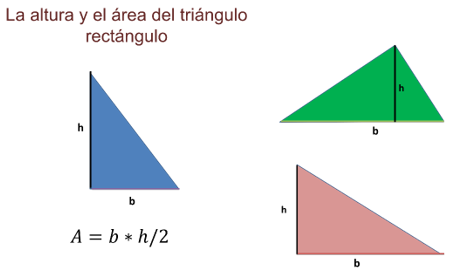 La altura y el área del triángulo
rectángulo
h
b
A = b * h/2
h
b
h
b